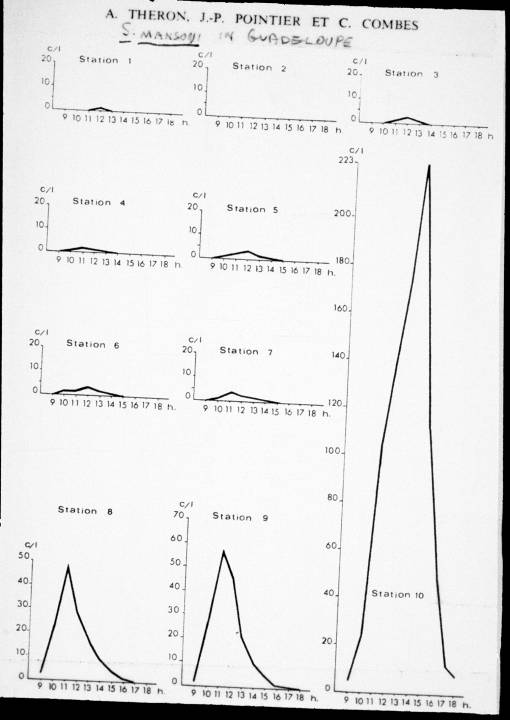 A. THERON, J.-P. POINTIER ET C. COMBES
S. MANSONI IN GUADELOUPE
c/l
Station 1
20
10
0
9 10 11 12 13 14 15 16 17 18 h.
c/l
Station 2
20
10
0
9 10 11 12 13 14 15 16 17 18 h.
c/l
Station 3
20
10
0
9 10 11 12 13 14 15 16 17 18 h.
c/l
Station 4
20
10
0
9 10 11 12 13 14 15 16 17 18 h.
c/l
Station 5
20
10
0
9 10 11 12 13 14 15 16 17 18 h.
c/l
Station 6
20
10
0
9 10 11 12 13 14 15 16 17 18 h.
c/l
Station 7
20
10
0
9 10 11 12 13 14 15 16 17 18 h.
Station 8
c/l
50
40
30
20
10
0
9 10 11 12 13 14 15 16 17 18 h.
c/l
Station 9
70
60
50
40
30
20
10
0
9 10 11 12 13 14 15 16 17 18 h.
c/l
223
200
180
160
140
120
100
80
60
40
Station 10
20
0
9 10 11 12 13 14 15 16 17 18 h.